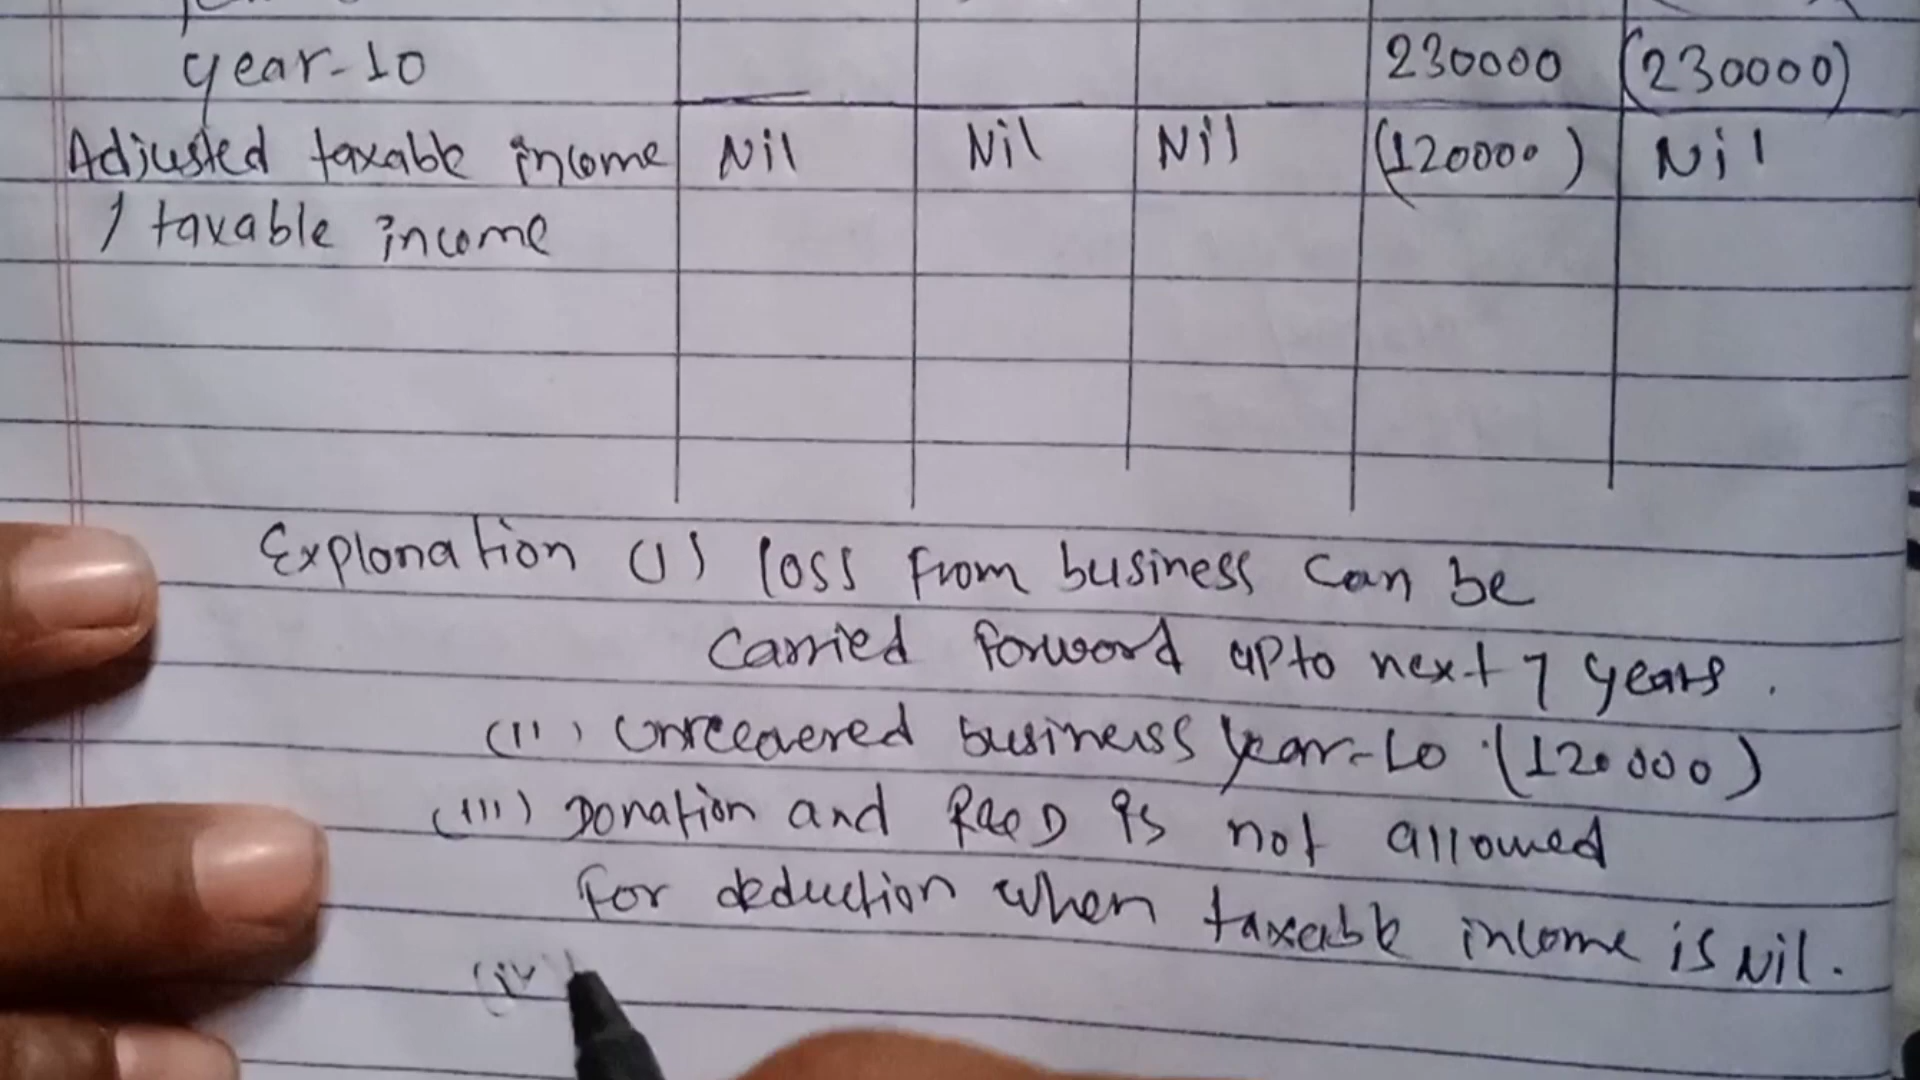 year-10 230000 (230000)
Adjusted taxable income Nil Nil Nil (120000) Nil
/ taxable income
Explanation (I) loss from business can be
Carried forword upto next 7 years.
(II) Unrecovered business year-10 (120000)
(III) Donation and R&D is not allowed
for deduction when taxable income is Nil.
(iv)